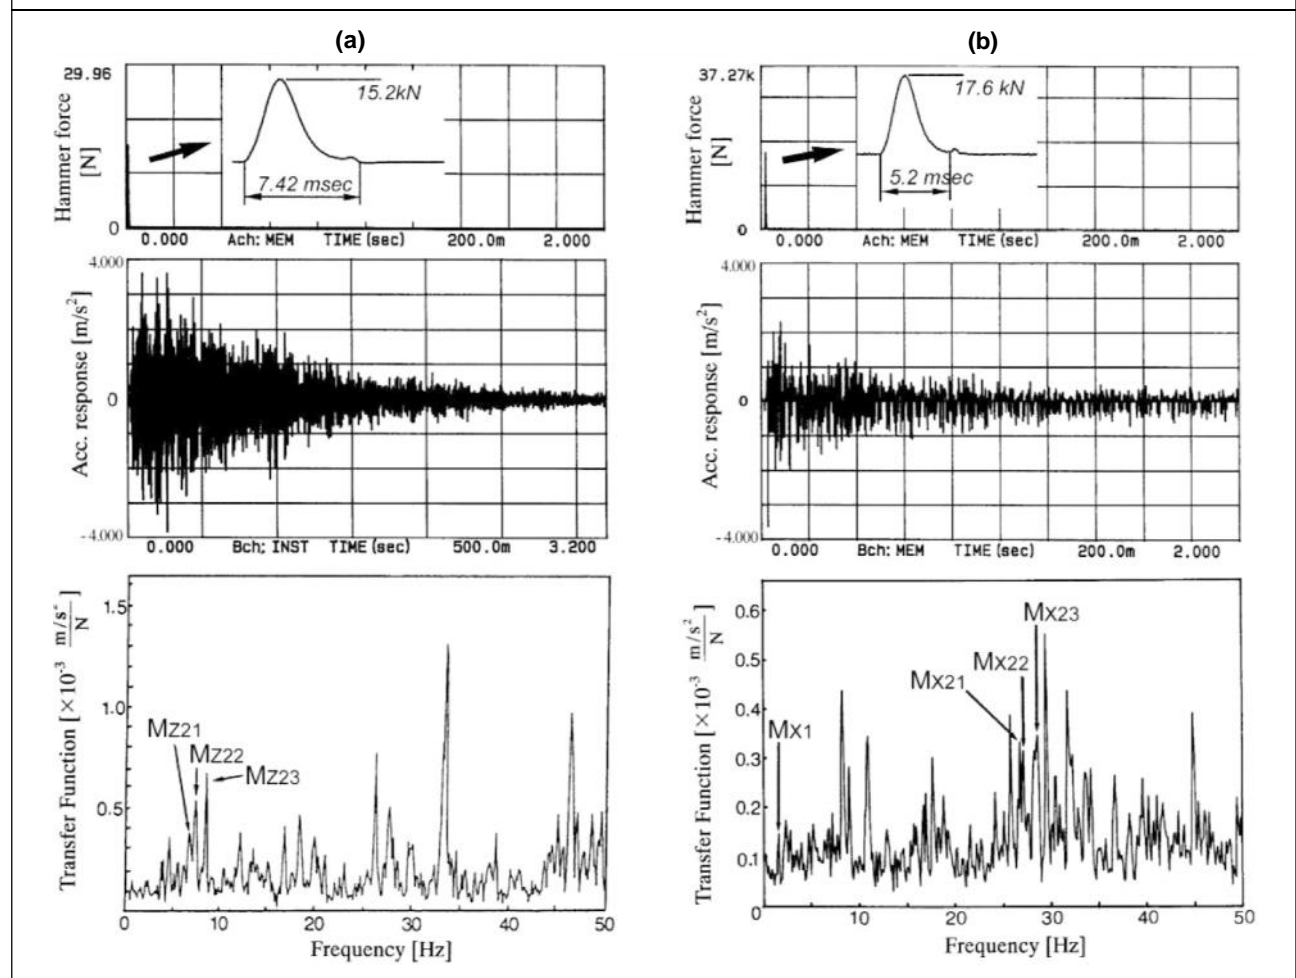 (a)
29.96
15.2kN
7.42 msec
Hammer force
[N]
0
0.000 Ach: MEM TIME(sec) 200.0m 2.000
4.000
Acc. response [m/s²]
0
-4.000
0.000 Bch; INST TIME(sec) 500.0m 3.200
Transfer Function [×10⁻³ m/s² / N]
1.5
1.0
0.5
MZ21
MZ22
MZ23
0 10 20 30 40 50
Frequency [Hz]
(b)
37.27k
17.6 kN
5.2 msec
Hammer force
[N]
0
0.000 Ach; MEM TIME(sec) 200.0m 2.000
4.000
Acc. response [m/s²]
0
-4.000
0.000 Bch; MEM TIME(sec) 200.0m 2.000
Transfer Function [×10⁻³ m/s² / N]
0.6
0.5
0.4
0.3
0.2
0.1
0
MX23
MX22
MX21
MX1
0 10 20 30 40 50
Frequency [Hz]